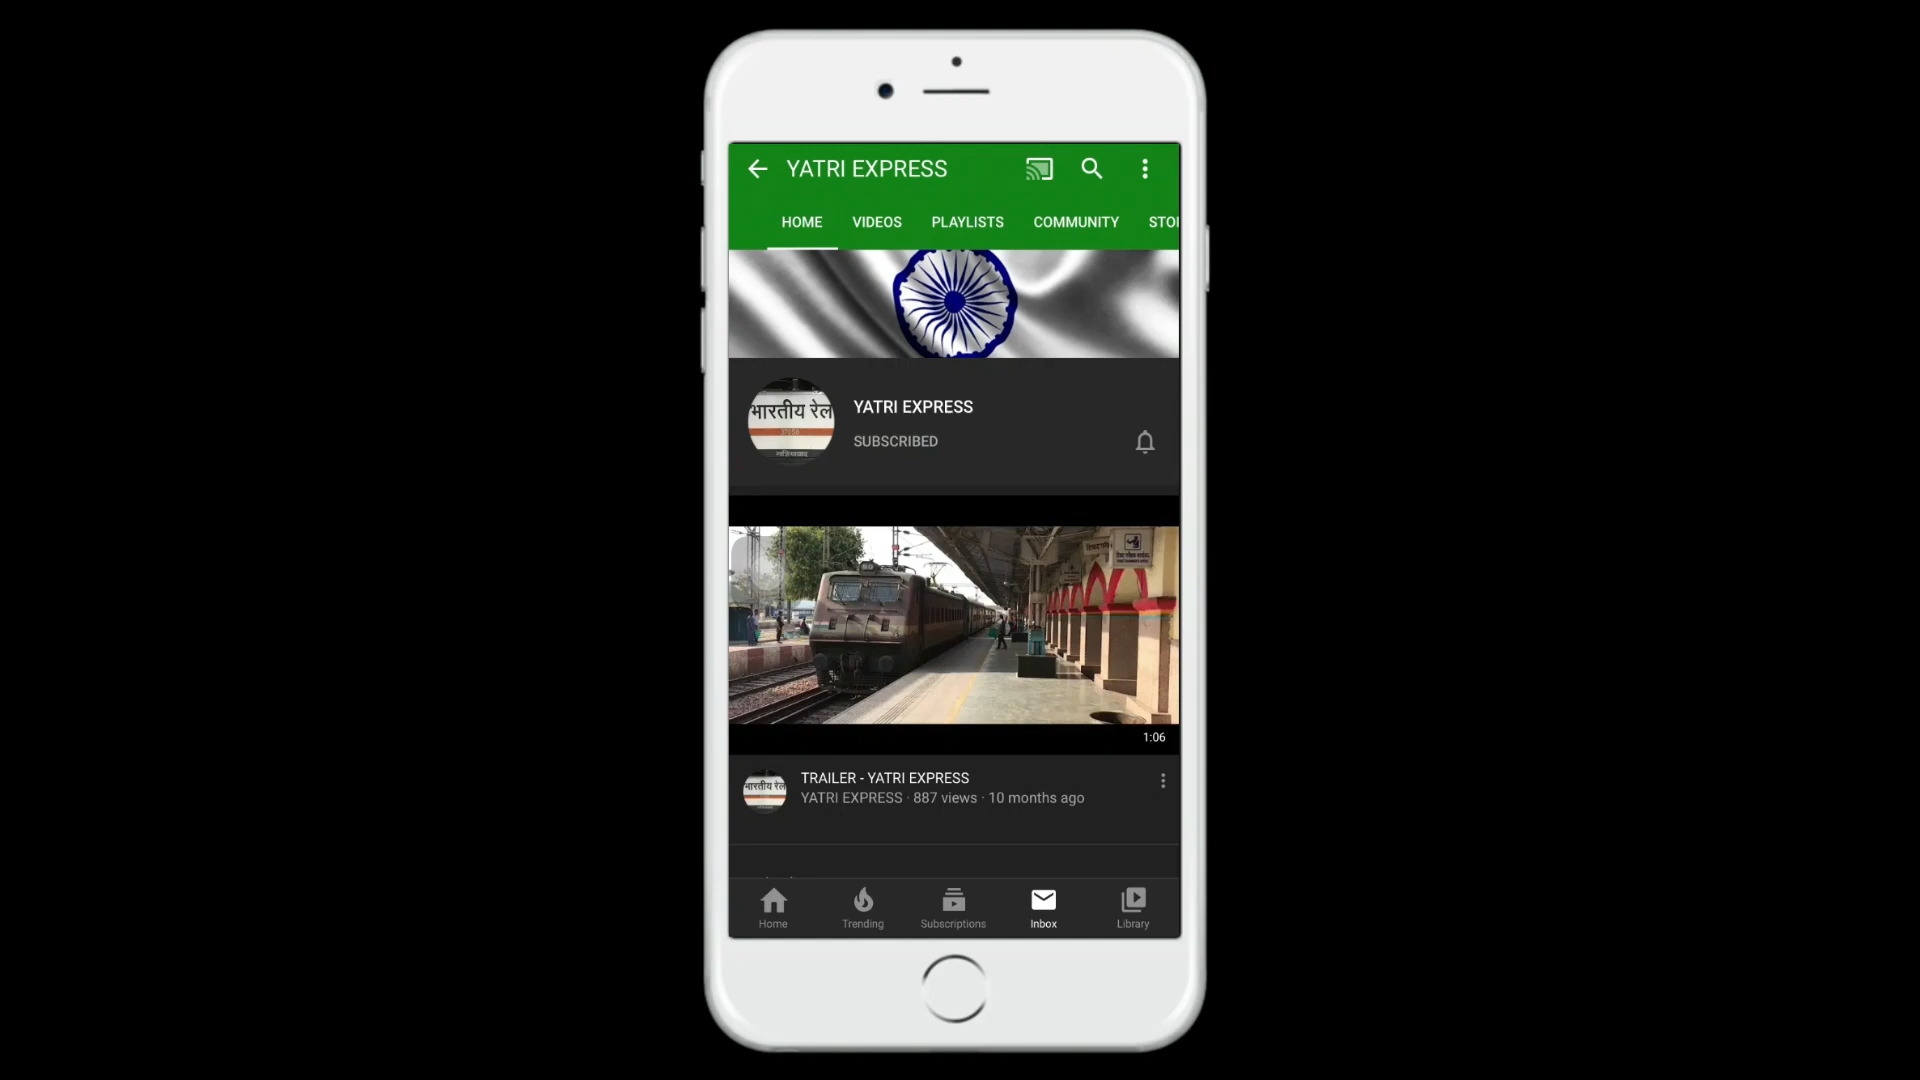 YATRI EXPRESS
HOME VIDEOS PLAYLISTS COMMUNITY
भारतीय रेल
YATRI EXPRESS
SUBSCRIBED
1:06
भारतीय रेल
TRAILER - YATRI EXPRESS
YATRI EXPRESS · 887 views · 10 months ago
Home Trending Subscriptions Inbox Library